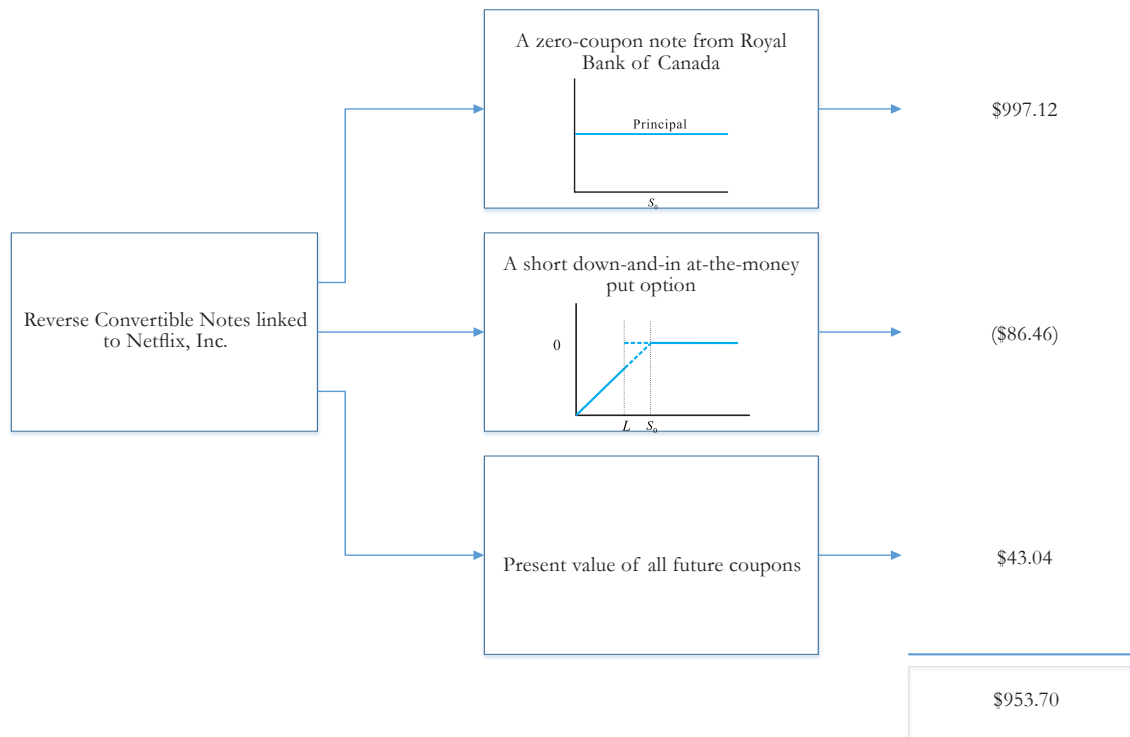 A zero-coupon note from Royal
Bank of Canada
Principal
S₀
$997.12
Reverse Convertible Notes linked
to Netflix, Inc.
A short down-and-in at-the-money
put option
0
L S₀
($86.46)
Present value of all future coupons
$43.04
$953.70